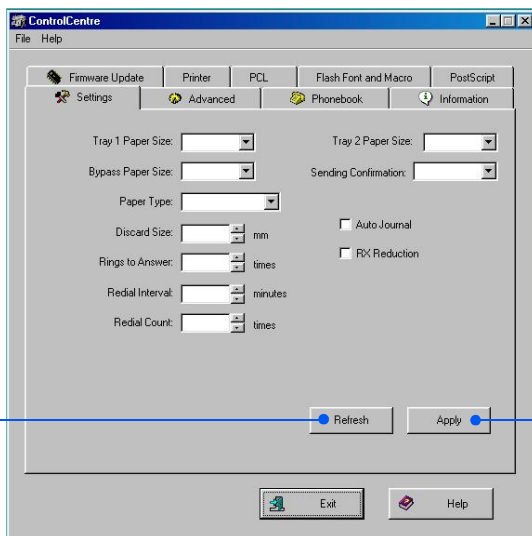 ControlCentre
File Help
Firmware Update Printer PCL Flash Font and Macro PostScript
Settings Advanced Phonebook Information
Tray 1 Paper Size: Tray 2 Paper Size:
Bypass Paper Size: Sending Confirmation:
Paper Type:
Discard Size: mm Auto Journal
Rings to Answer: times RX Reduction
Redial Interval: minutes
Redial Count: times
Refresh Apply
Exit Help